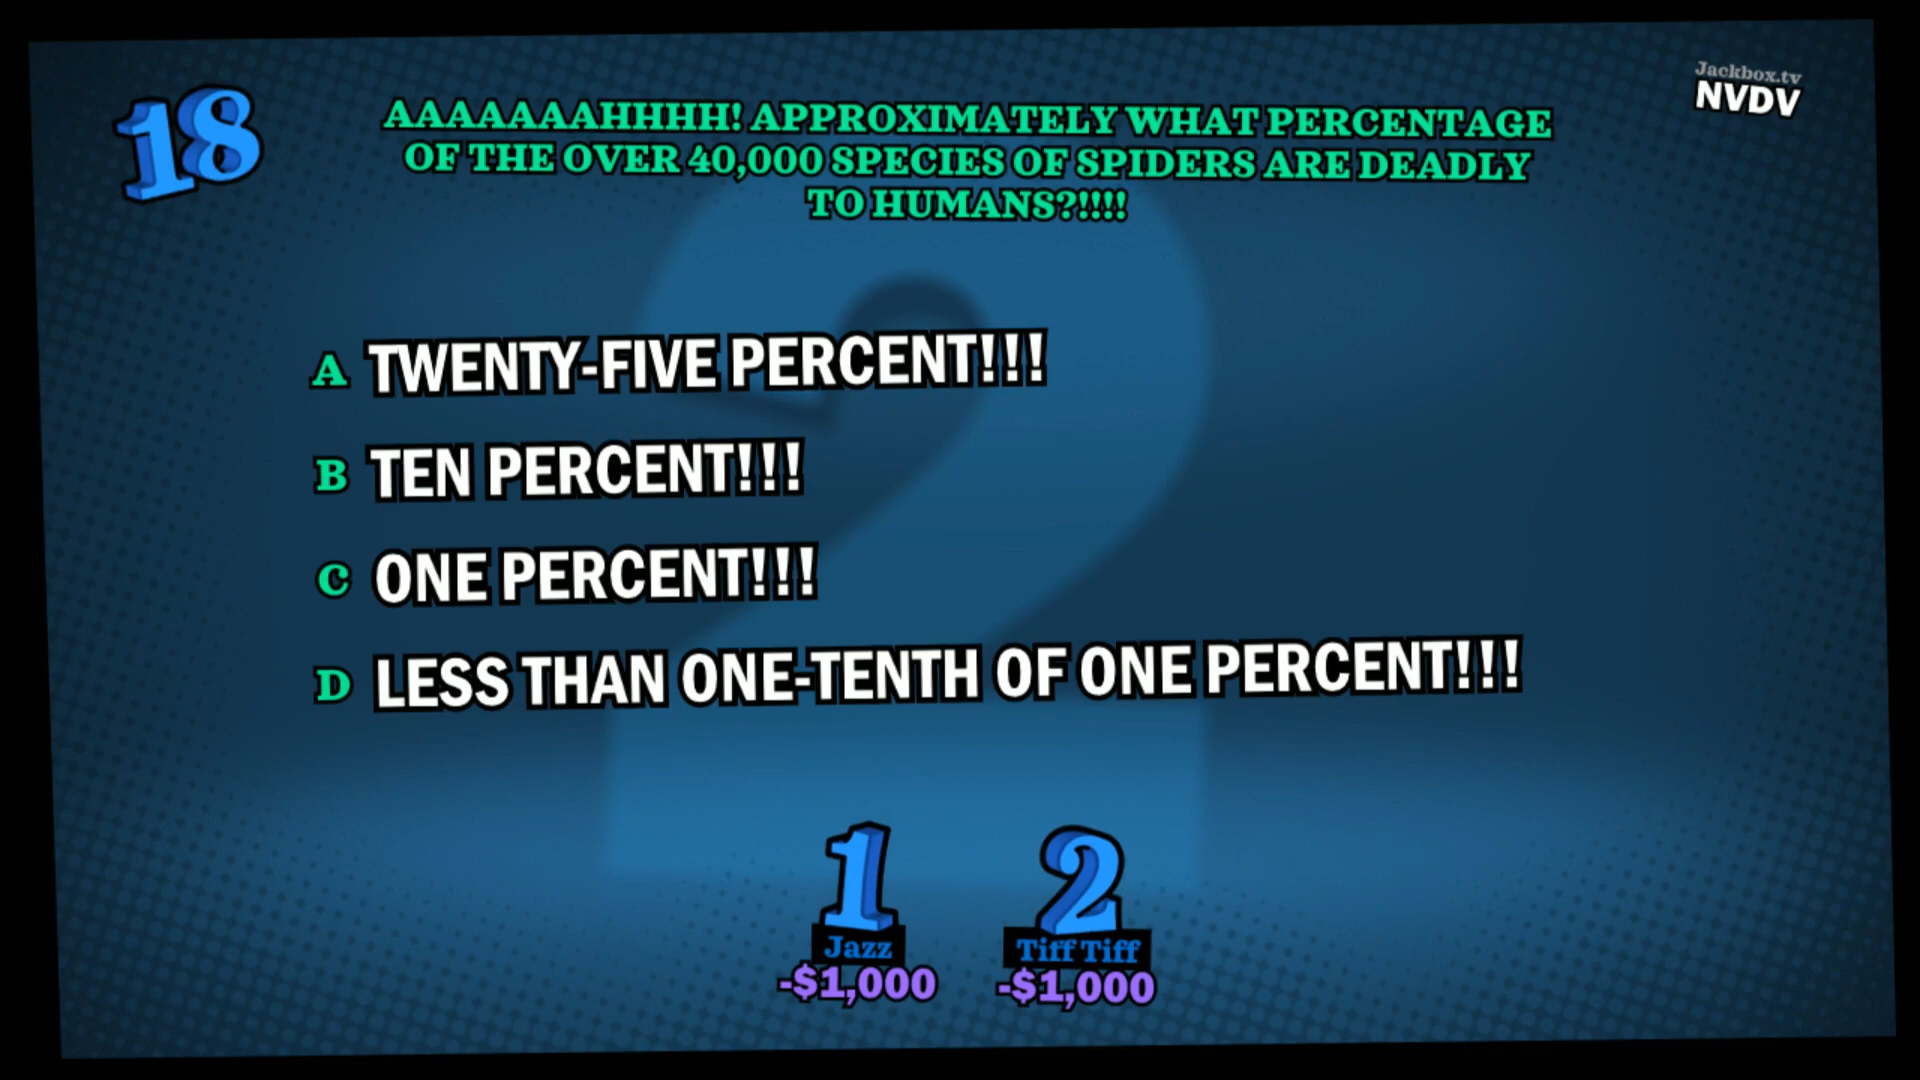 18
AAAAAAAHHHH! APPROXIMATELY WHAT PERCENTAGE
OF THE OVER 40,000 SPECIES OF SPIDERS ARE DEADLY
TO HUMANS?!!!!
Jackbox.tv
NVDV
A TWENTY-FIVE PERCENT!!!
B TEN PERCENT!!!
C ONE PERCENT!!!
D LESS THAN ONE-TENTH OF ONE PERCENT!!!
2
1 2
Jazz Tiff Tiff
-$1,000 -$1,000